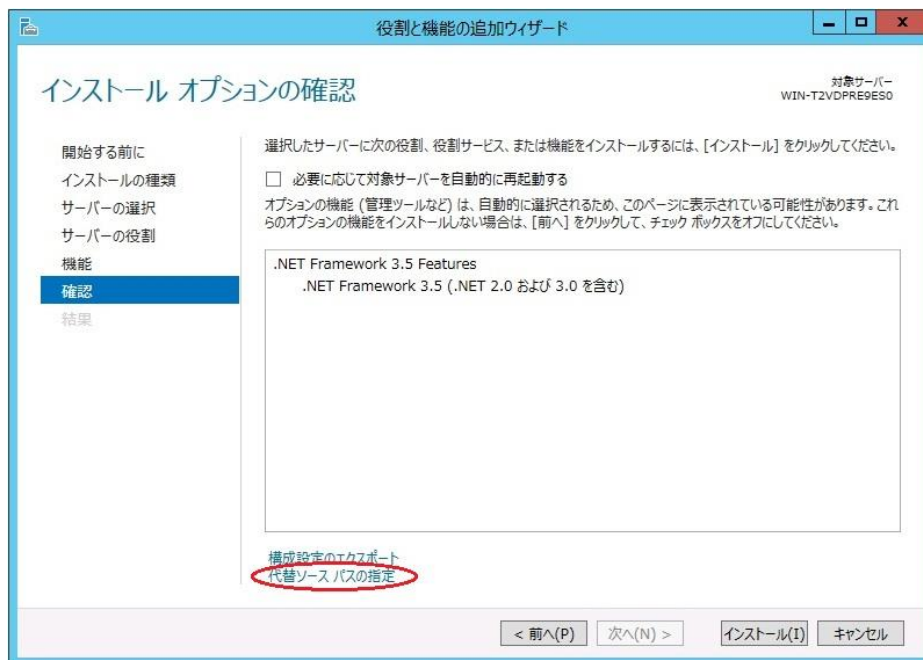 役割と機能の追加ウィザード
インストール オプションの確認
対象サーバー
WIN-T2VDPRE9ES0
開始する前に
インストールの種類
サーバーの選択
サーバーの役割
機能
確認
結果
選択したサーバーに次の役割、役割サービス、または機能をインストールするには、[インストール] をクリックしてください。
必要に応じて対象サーバーを自動的に再起動する
オプションの機能 (管理ツールなど) は、自動的に選択されるため、このページに表示されている可能性があります。これ
らのオプションの機能をインストールしない場合は、[前へ] をクリックして、チェック ボックスをオフにしてください。
.NET Framework 3.5 Features
.NET Framework 3.5 (.NET 2.0 および 3.0 を含む)
構成設定のエクスポート
代替ソース パスの指定
< 前へ(P)
次へ(N) >
インストール(I)
キャンセル